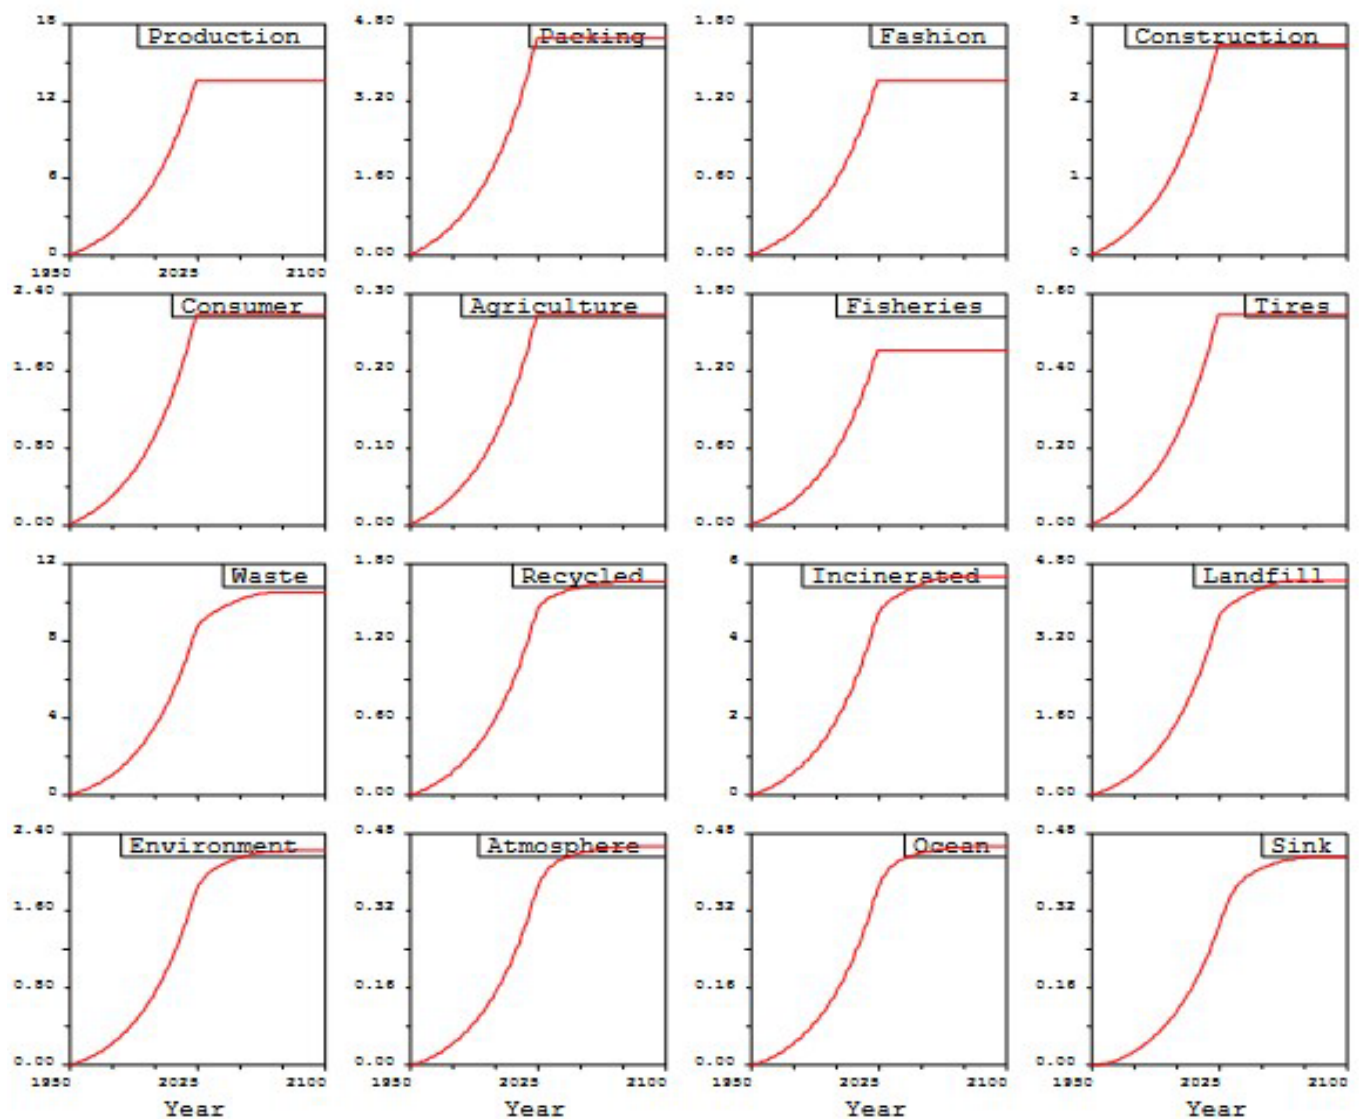 18 Production 4.80 Packing 1.80 Fashion 3 Construction
12 3.20 1.20 2
6 1.60 0.60 1
0 0.00 0.00 0
1950 2025 2100
2.40 Consumer 0.30 Agriculture 1.80 Fisheries 0.60 Tires
1.60 0.20 1.20 0.40
0.80 0.10 0.60 0.20
0.00 0.00 0.00 0.00
12 Waste 1.80 Recycled 6 Incinerated 4.80 Landfill
8 1.20 4 3.20
4 0.60 2 1.60
0 0.00 0 0.00
2.40 Environment 0.48 Atmosphere 0.48 Ocean 0.48 Sink
1.60 0.32 0.32 0.32
0.80 0.16 0.16 0.16
0.00 0.00 0.00 0.00
1950 2025 2100 1950 2025 2100 1950 2025 2100 1950 2025 2100
Year Year Year Year